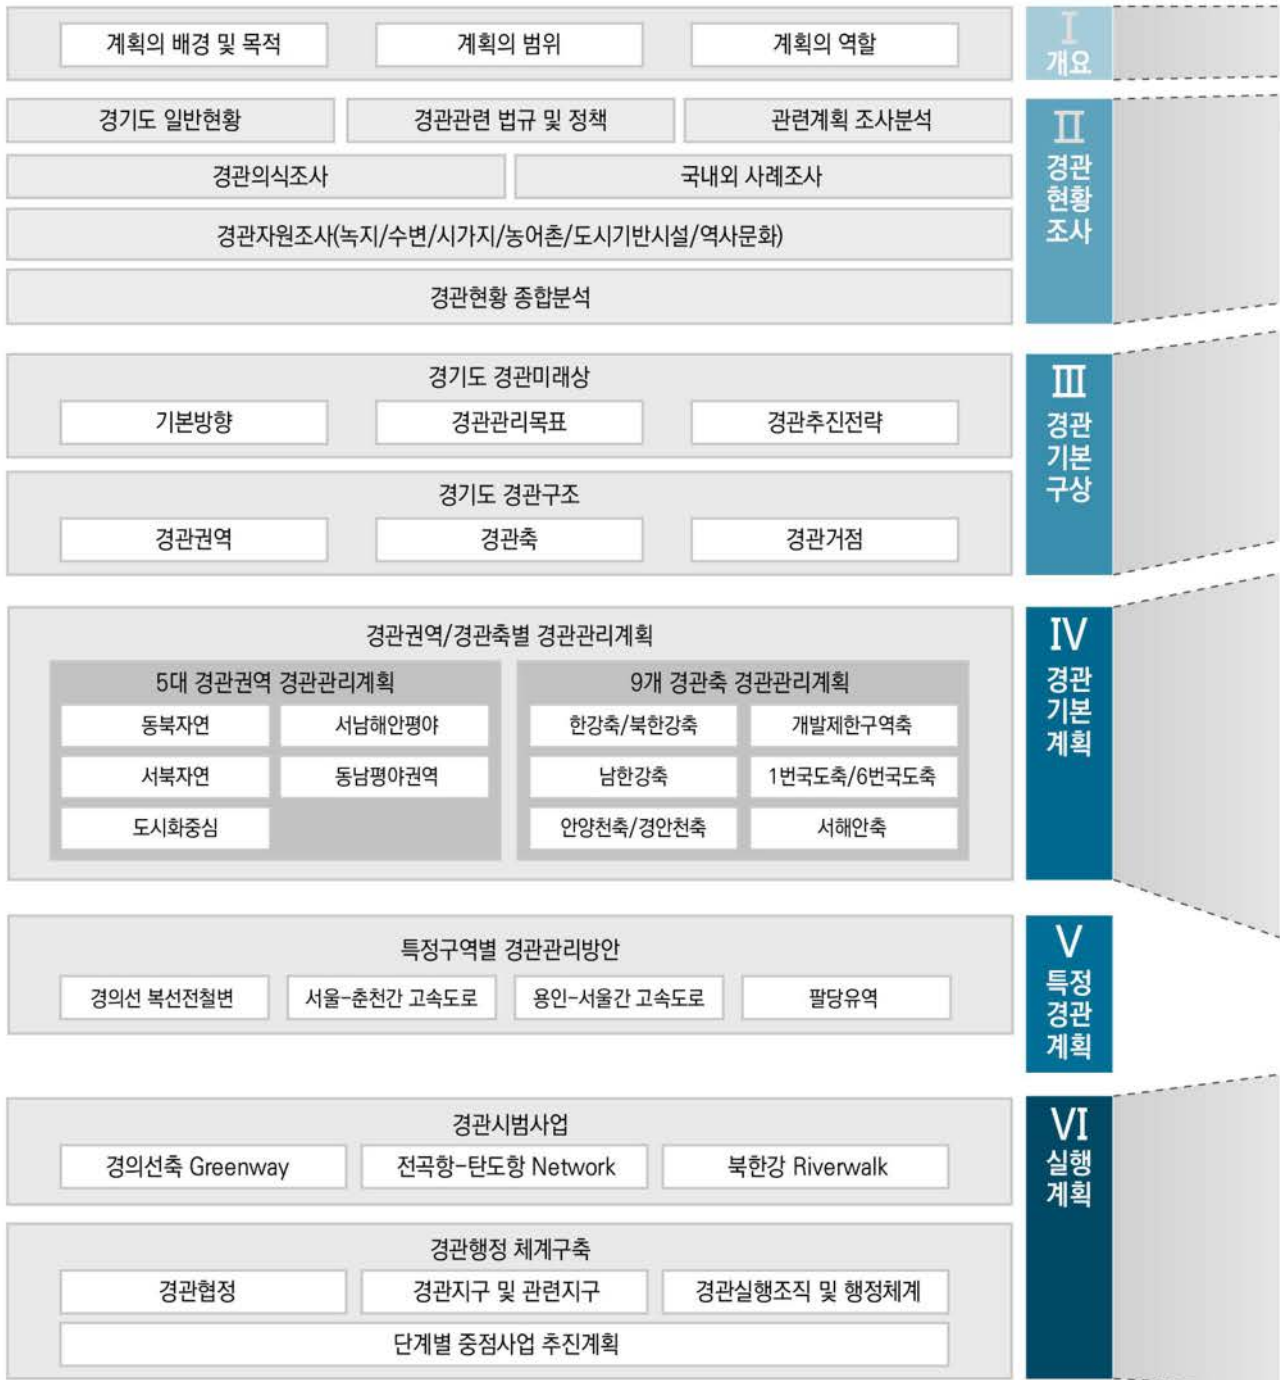 계획의 배경 및 목적
계획의 범위
계획의 역할
I
개요
경기도 일반현황
경관관련 법규 및 정책
관련계획 조사분석
경관의식조사
국내외 사례조사
경관자원조사(녹지/수변/시가지/농어촌/도시기반시설/역사문화)
경관현황 종합분석
II
경관
현황
조사
경기도 경관미래상
기본방향
경관관리목표
경관추진전략
경기도 경관구조
경관권역
경관축
경관거점
III
경관
기본
구상
경관권역/경관축별 경관관리계획
5대 경관권역 경관관리계획
동북자연
서남해안평야
서북자연
동남평야권역
도시화중심
9개 경관축 경관관리계획
한강축/북한강축
개발제한구역축
남한강축
1번국도축/6번국도축
안양천축/경안천축
서해안축
IV
경관
기본
계획
특정구역별 경관관리방안
경의선 복선전철변
서울-춘천간 고속도로
용인-서울간 고속도로
팔당유역
V
특정
경관
계획
경관시범사업
경의선축 Greenway
전곡항-탄도항 Network
북한강 Riverwalk
경관행정 체계구축
경관협정
경관지구 및 관련지구
경관실행조직 및 행정체계
단계별 중점사업 추진계획
VI
실행
계획